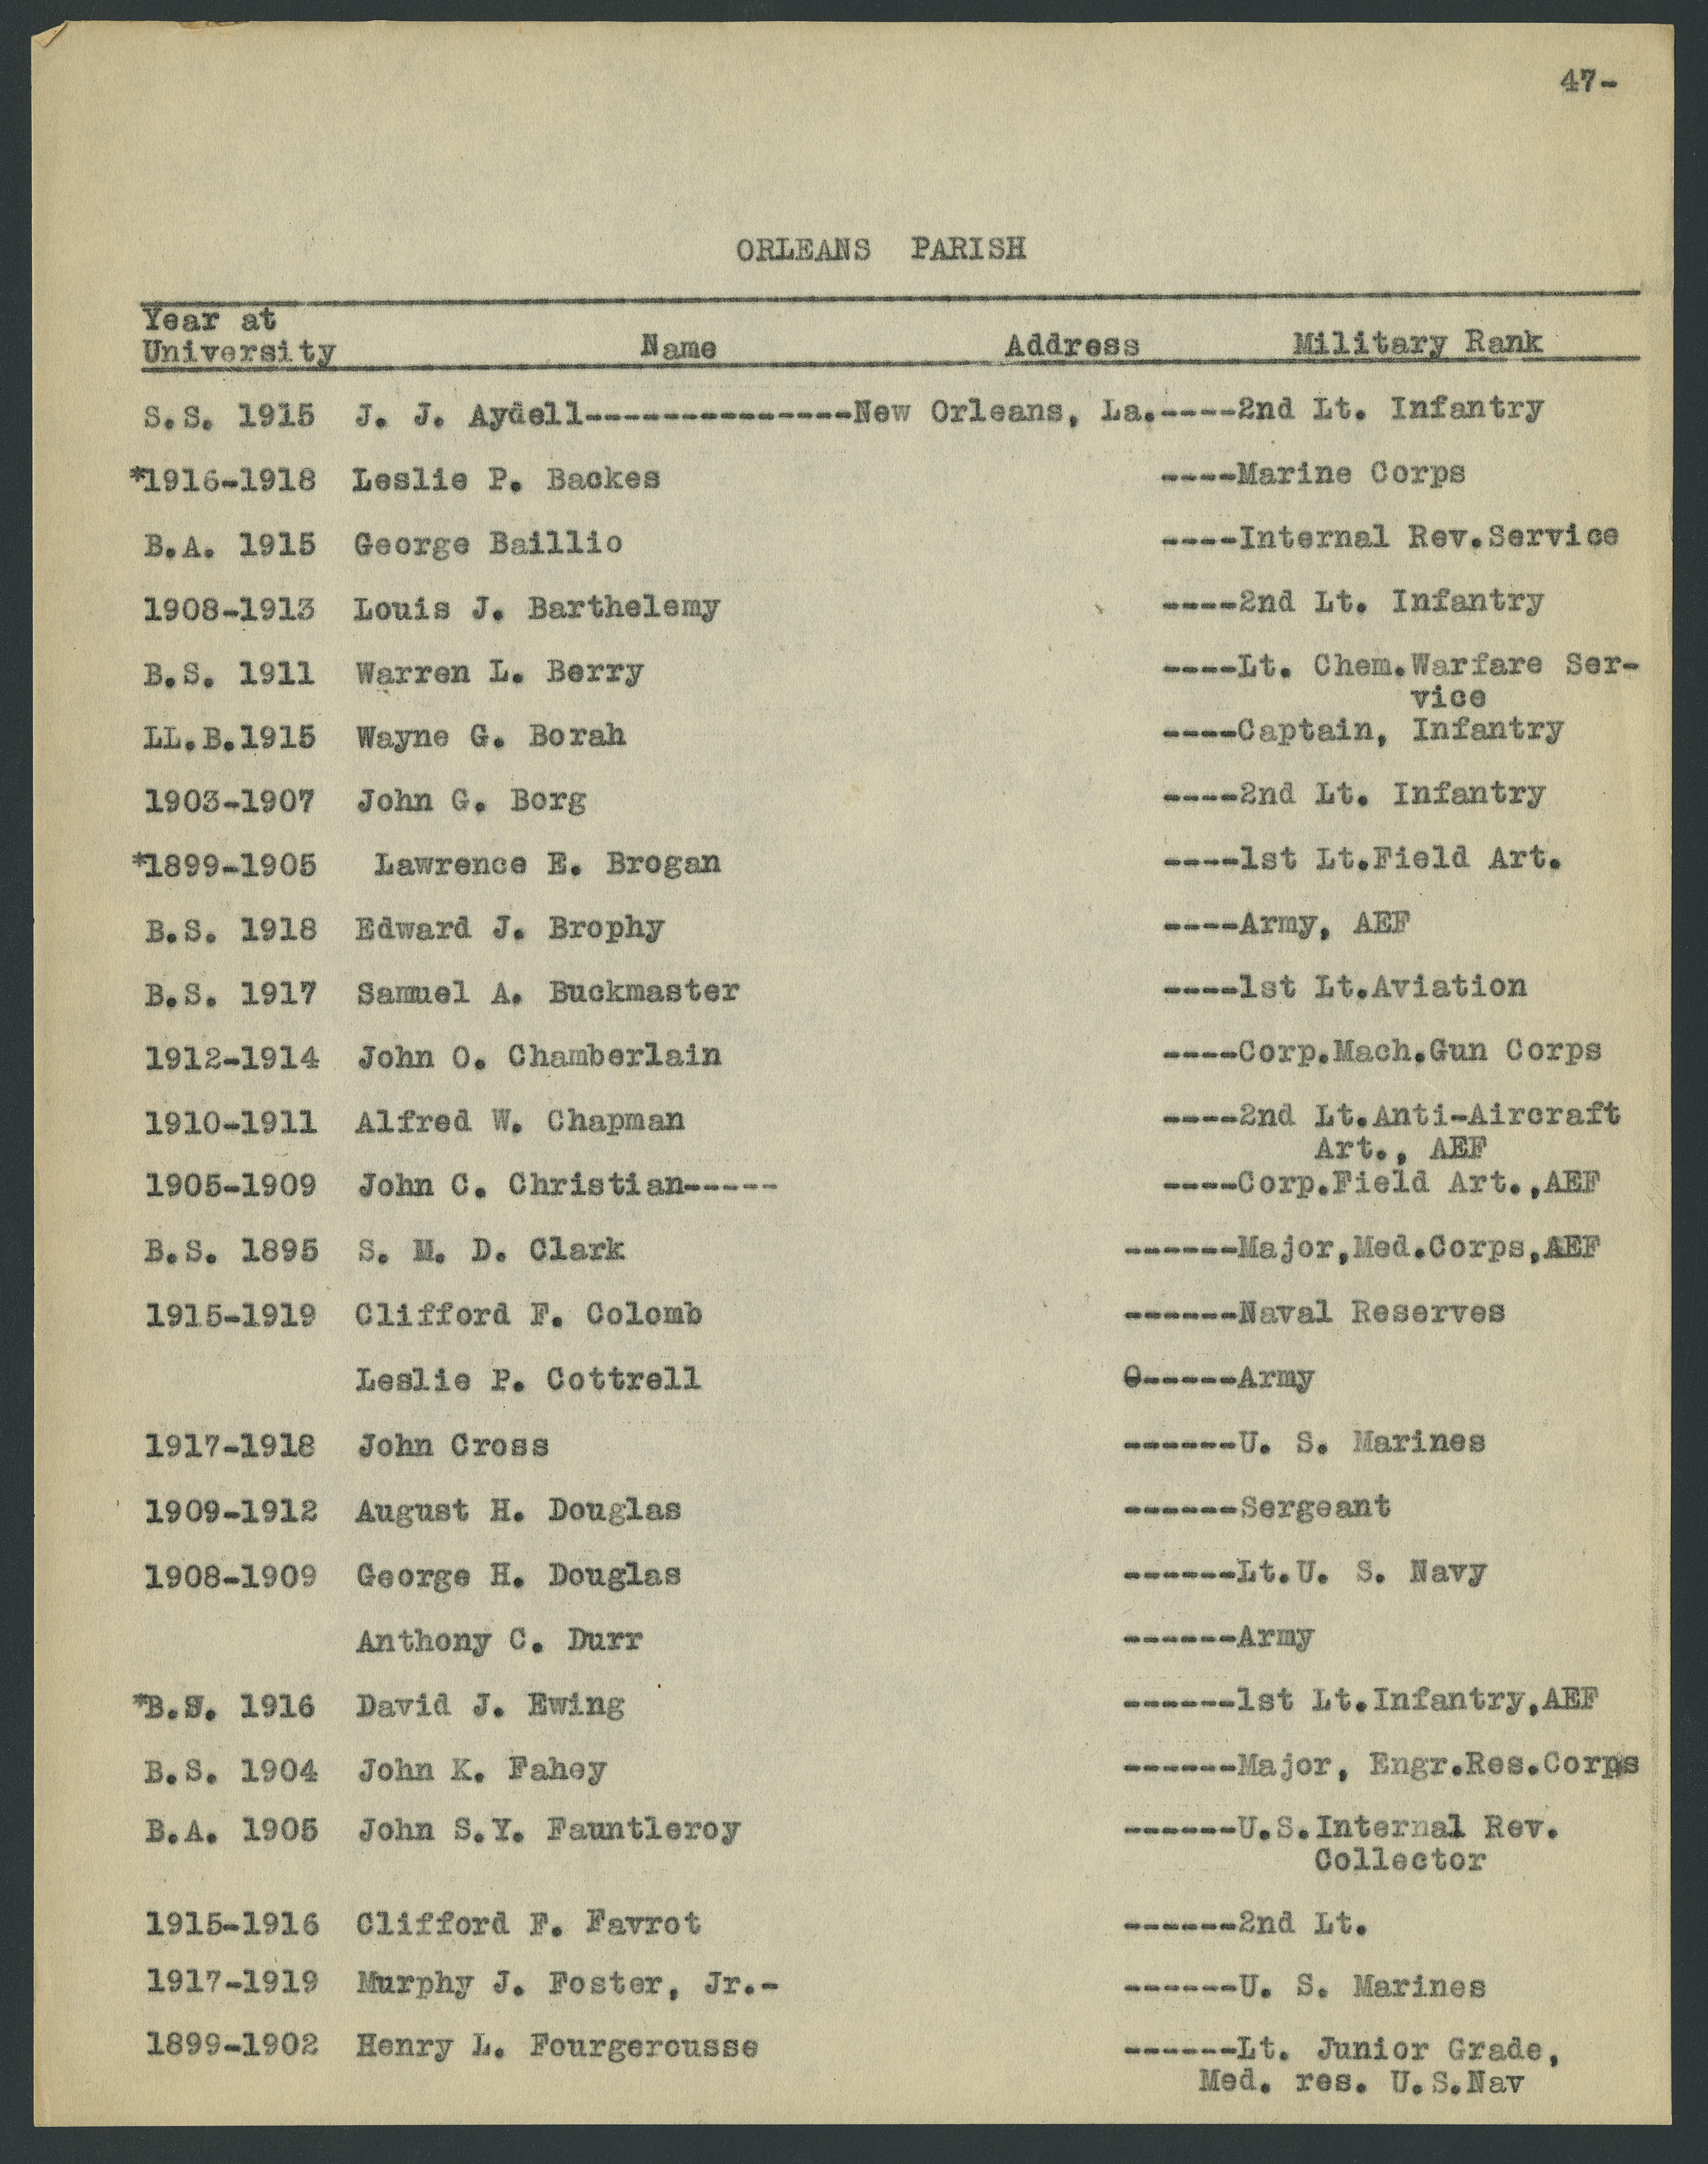 47-
ORLEANS PARISH
Year at
University Name Address Military Rank
S.S. 1915 J. J. Aydell--------------New Orleans, La.----2nd Lt. Infantry
*1916-1918 Leslie P. Backes ----Marine Corps
B.A. 1915 George Baillio ----Internal Rev.Service
1908-1913 Louis J. Barthelemy ----2nd Lt. Infantry
B.S. 1911 Warren L. Berry ----Lt. Chem.Warfare Ser-
vice
LL.B.1915 Wayne G. Borah ----Captain, Infantry
1903-1907 John G. Borg ----2nd Lt. Infantry
*1899-1905 Lawrence E. Brogan ----1st Lt.Field Art.
B.S. 1918 Edward J. Brophy ----Army, AEF
B.S. 1917 Samuel A. Buckmaster ----1st Lt.Aviation
1912-1914 John O. Chamberlain ----Corp.Mach.Gun Corps
1910-1911 Alfred W. Chapman ----2nd Lt.Anti-Aircraft
Art., AEF
1905-1909 John C. Christian----- ----Corp.Field Art.,AEF
B.S. 1895 S. M. D. Clark ------Major,Med.Corps,AEF
1915-1919 Clifford F. Colomb ------Naval Reserves
Leslie P. Cottrell ------Army
1917-1918 John Cross ------U. S. Marines
1909-1912 August H. Douglas ------Sergeant
1908-1909 George H. Douglas ------Lt.U. S. Navy
Anthony C. Durr ------Army
*B.S. 1916 David J. Ewing ------1st Lt.Infantry,AEF
B.S. 1904 John K. Fahey ------Major, Engr.Res.Corps
B.A. 1905 John S.Y. Fauntleroy ------U.S.Internal Rev.
Collector
1915-1916 Clifford F. Favrot ------2nd Lt.
1917-1919 Murphy J. Foster, Jr.- ------U. S. Marines
1899-1902 Henry L. Fourgerousse ------Lt. Junior Grade,
Med. res. U.S.Nav